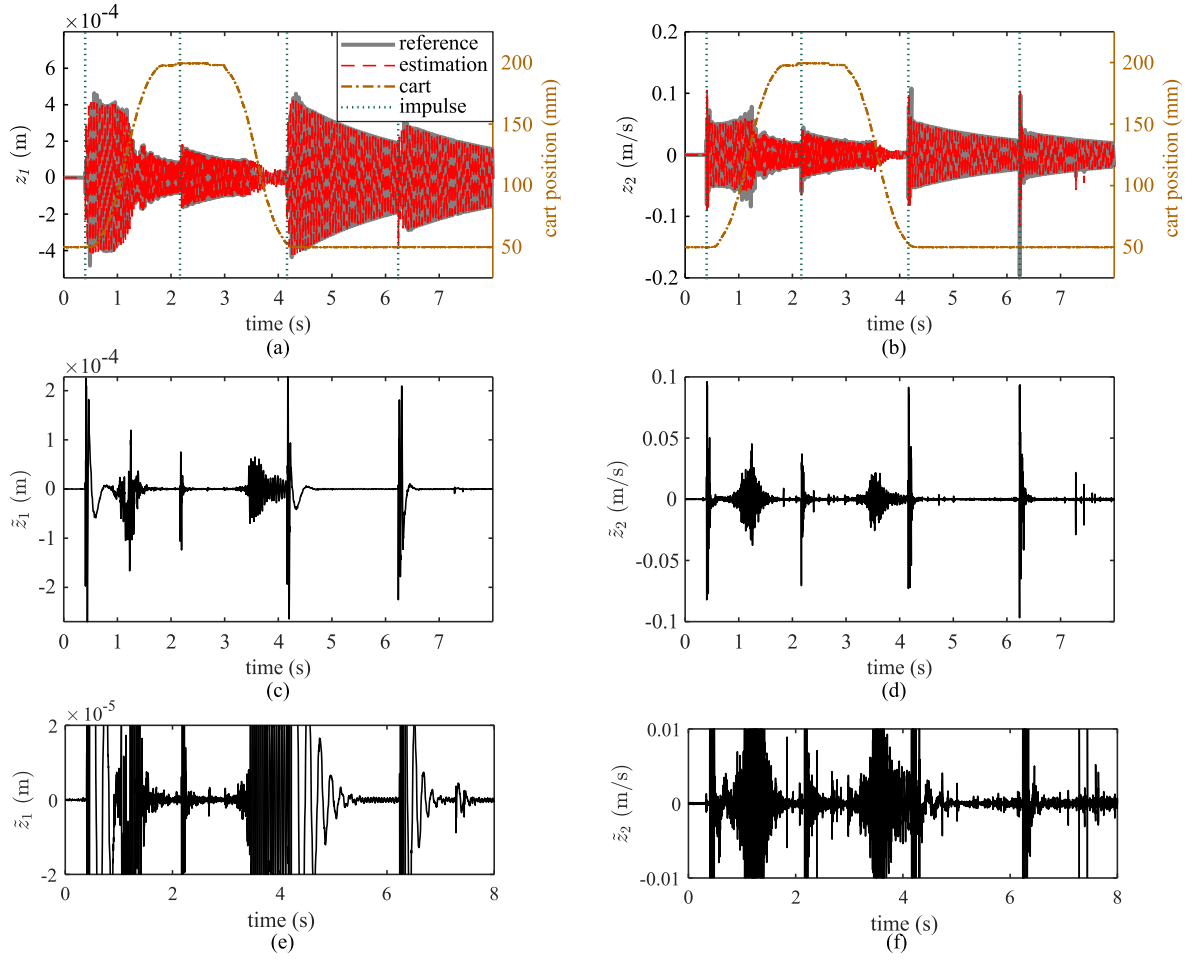 ×10-4
6
4
2
0
-2
-4
z1 (m)
0 1 2 3 4 5 6 7
time (s)
(a)
200
150
100
50
cart position (mm)
reference
estimation
cart
impulse
0.2
0.1
0
-0.1
-0.2
z2 (m/s)
0 1 2 3 4 5 6 7
time (s)
(b)
200
150
100
50
cart position (mm)
×10-4
2
1
0
-1
-2
z̃1 (m)
0 1 2 3 4 5 6 7
time (s)
(c)
0.1
0.05
0
-0.05
-0.1
z̃2 (m/s)
0 1 2 3 4 5 6 7
time (s)
(d)
×10-5
2
0
-2
z̃1 (m)
0 2 4 6 8
time (s)
(e)
0.01
0
-0.01
z̃2 (m/s)
0 2 4 6 8
time (s)
(f)